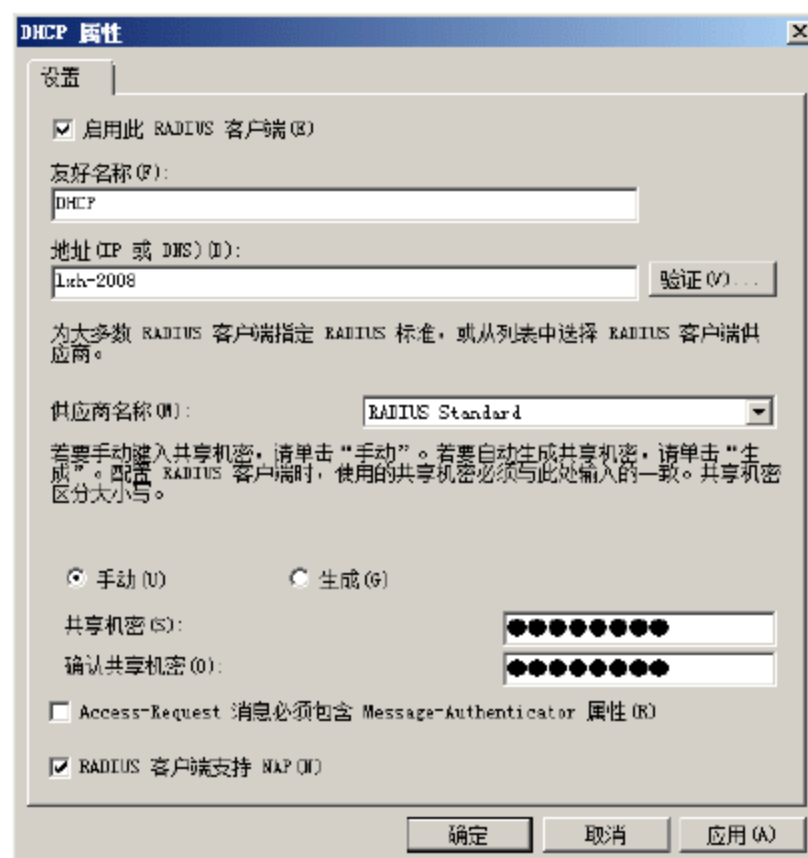 DHCP 属性
设置
启用此 RADIUS 客户端(E)
友好名称(F):
DHCP
地址(IP 或 DNS)(D):
lxh-2008
验证(V)...
为大多数 RADIUS 客户端指定 RADIUS 标准，或从列表中选择 RADIUS 客户端供
应商。
供应商名称(M):
RADIUS Standard
若要手动键入共享机密，请单击“手动”。若要自动生成共享机密，请单击“生
成”。配置 RADIUS 客户端时，使用的共享机密必须与此处输入的一致。共享机密
区分大小写。
手动(U)
生成(G)
共享机密(S):
●●●●●●●●
确认共享机密(O):
●●●●●●●●
Access-Request 消息必须包含 Message-Authenticator 属性(R)
RADIUS 客户端支持 NAP(N)
确定
取消
应用(A)